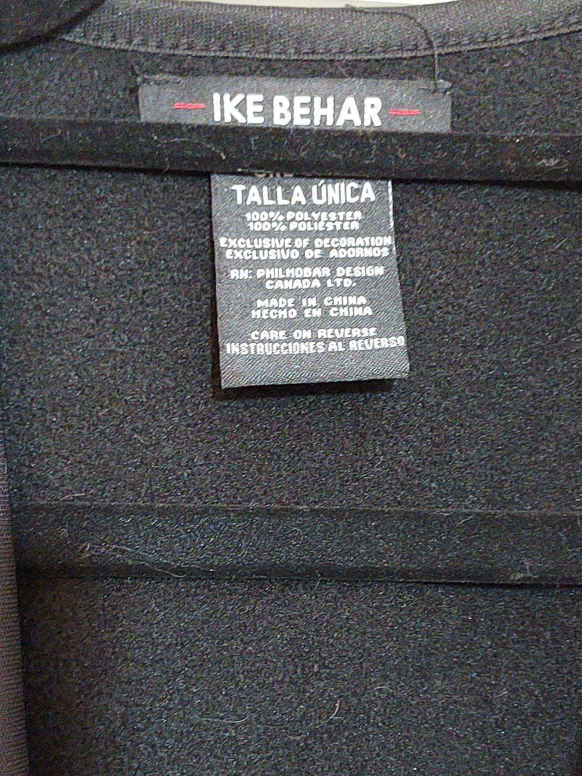 IKE BEHAR
TALLA ÚNICA
100% POLYESTER
100% POLIÉSTER
EXCLUSIVE OF DECORATION
EXCLUSIVO DE ADORNOS
RN: PHILMOBAR DESIGN
CANADA LTD.
MADE IN CHINA
HECHO EN CHINA
CARE ON REVERSE
INSTRUCCIONES AL REVERSO